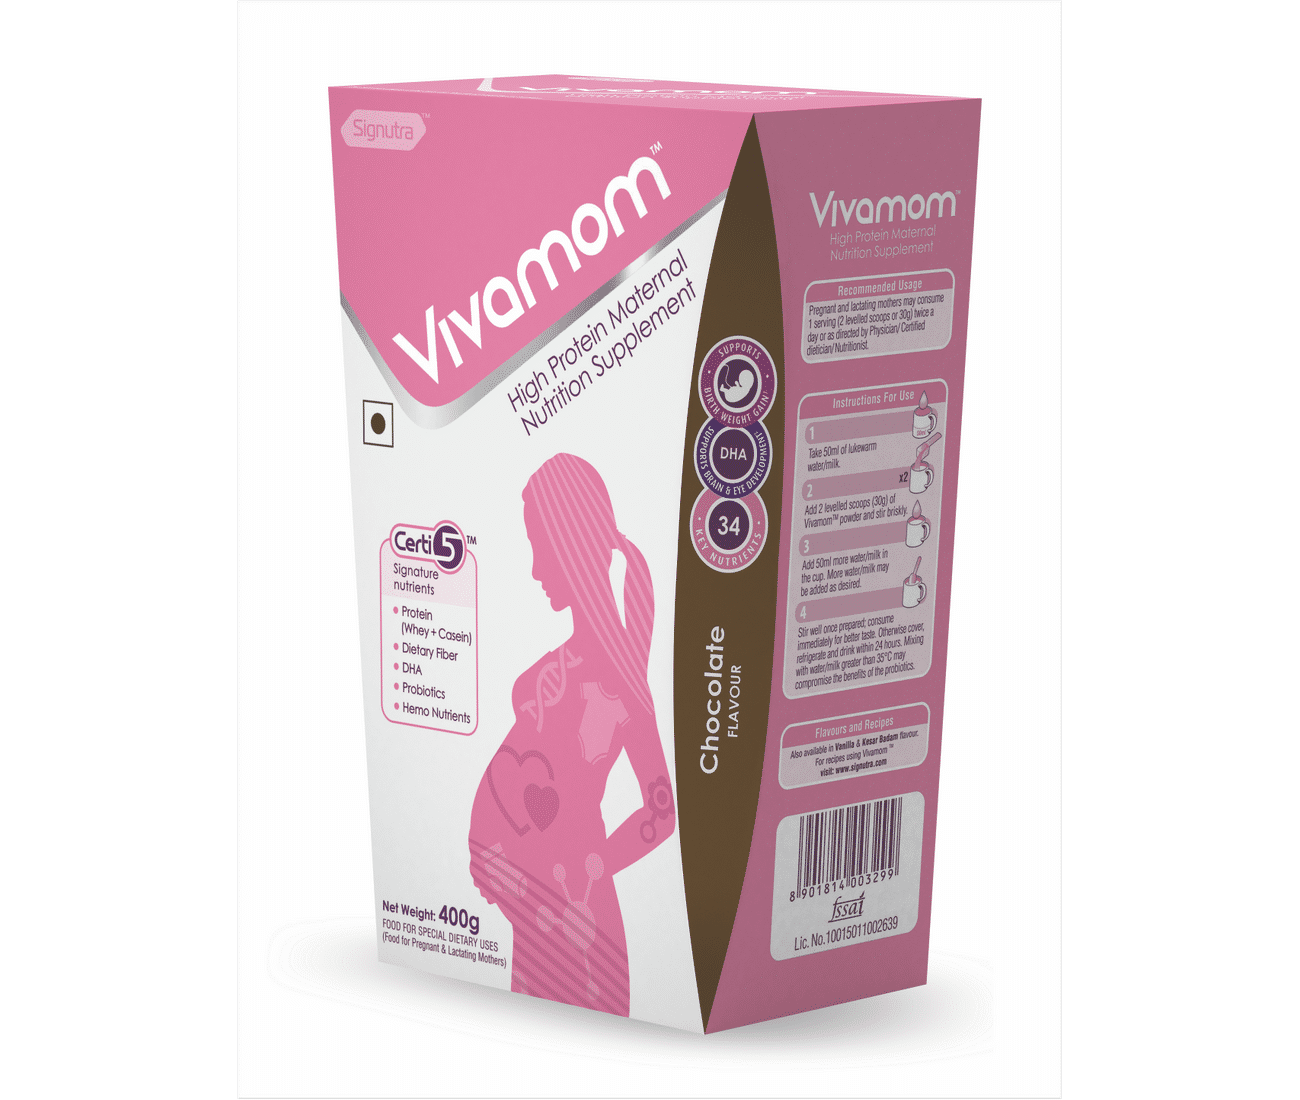 Vivamom
Signutra™
Vivamom™
High Protein Maternal
Nutrition Supplement
Certi5™
Signature
nutrients
• Protein
(Whey + Casein)
• Dietary Fiber
• DHA
• Probiotics
• Hemo Nutrients
Net Weight: 400g
FOOD FOR SPECIAL DIETARY USES
(Food for Pregnant & Lactating Mothers)
SUPPORTS
BIRTH WEIGHT GAIN¹
DHA
SUPPORTS BRAIN & EYE DEVELOPMENT²
34
KEY NUTRIENTS
Chocolate
FLAVOUR
Vivamom™
High Protein Maternal
Nutrition Supplement
Recommended Usage
Pregnant and lactating mothers may consume
1 serving (2 levelled scoops or 30g) twice a
day or as directed by Physician/Certified
dietician/Nutritionist.
Instructions For Use
1
Take 50ml of lukewarm
water/milk.
2
x2
Add 2 levelled scoops (30g) of
Vivamom™ powder and stir briskly.
3
Add 50ml more water/milk in
the cup. More water/milk may
be added as desired.
4
Stir well once prepared; consume
immediately for better taste. Otherwise cover,
refrigerate and drink within 24 hours. Mixing
with water/milk greater than 35°C may
compromise the benefits of the probiotics.
Flavours and Recipes
Also available in Vanilla & Kesar Badam flavour.
For recipes using Vivamom™
visit: www.signutra.com
8 901814 003299
fssai
Lic. No.10015011002639